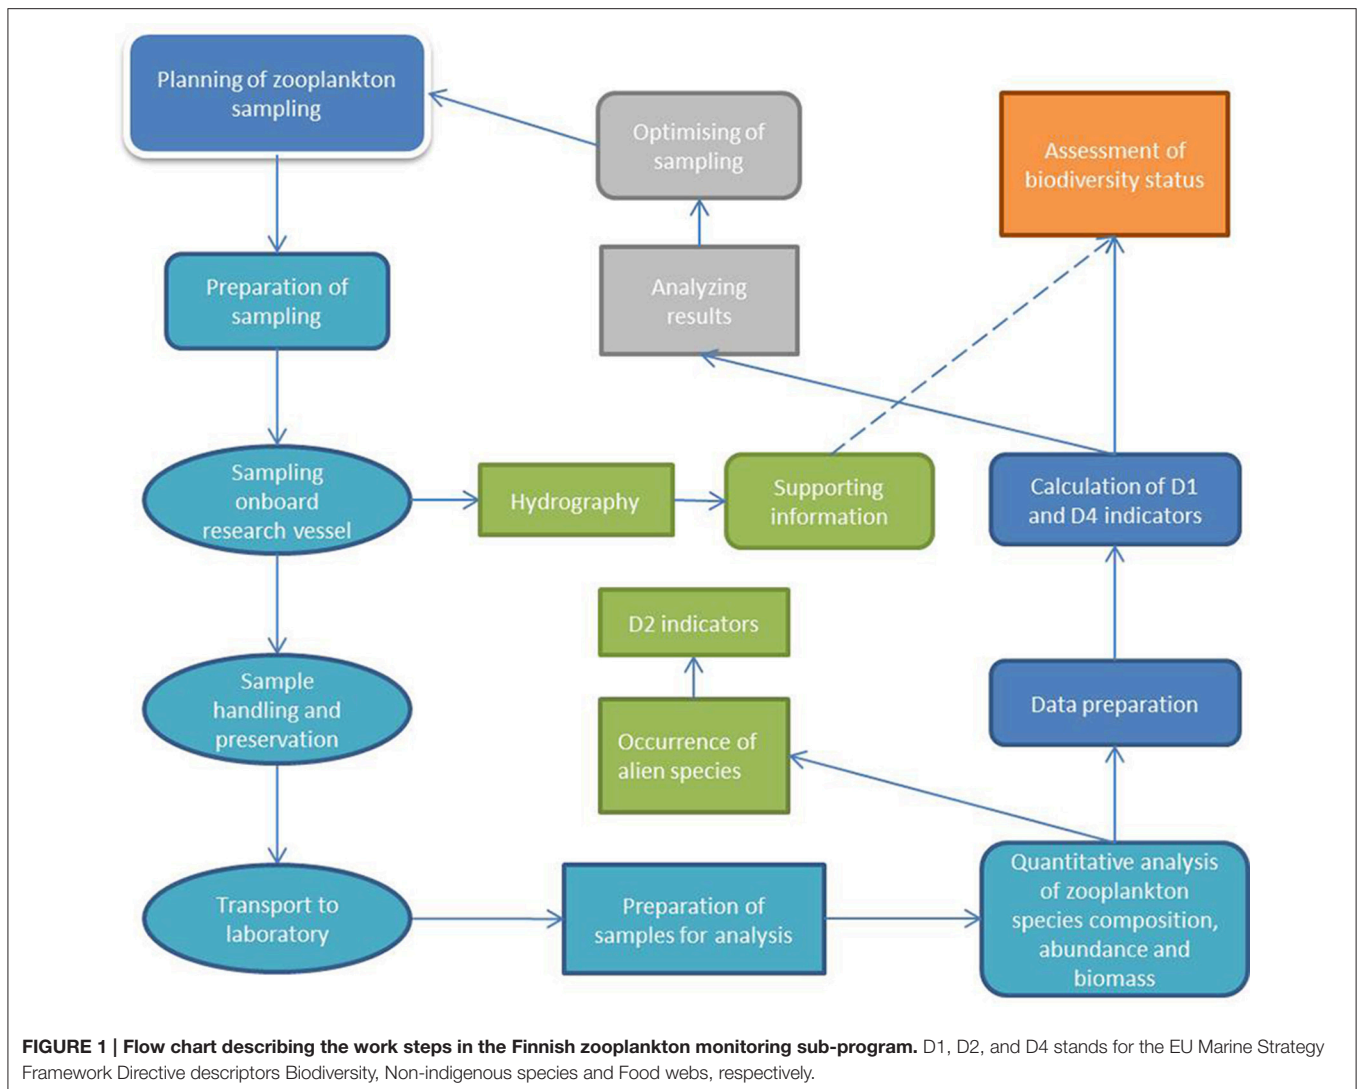 Planning of zooplankton
sampling
Optimising of
sampling
Assessment of
biodiversity status
Preparation of
sampling
Analyzing
results
Sampling
onboard
research vessel
Hydrography
Supporting
information
Calculation of D1
and D4 indicators
D2 indicators
Sample
handling and
preservation
Occurrence of
alien species
Data preparation
Transport to
laboratory
Preparation of
samples for analysis
Quantitative analysis
of zooplankton
species composition,
abundance and
biomass
FIGURE 1 | Flow chart describing the work steps in the Finnish zooplankton monitoring sub-program. D1, D2, and D4 stands for the EU Marine Strategy
Framework Directive descriptors Biodiversity, Non-indigenous species and Food webs, respectively.